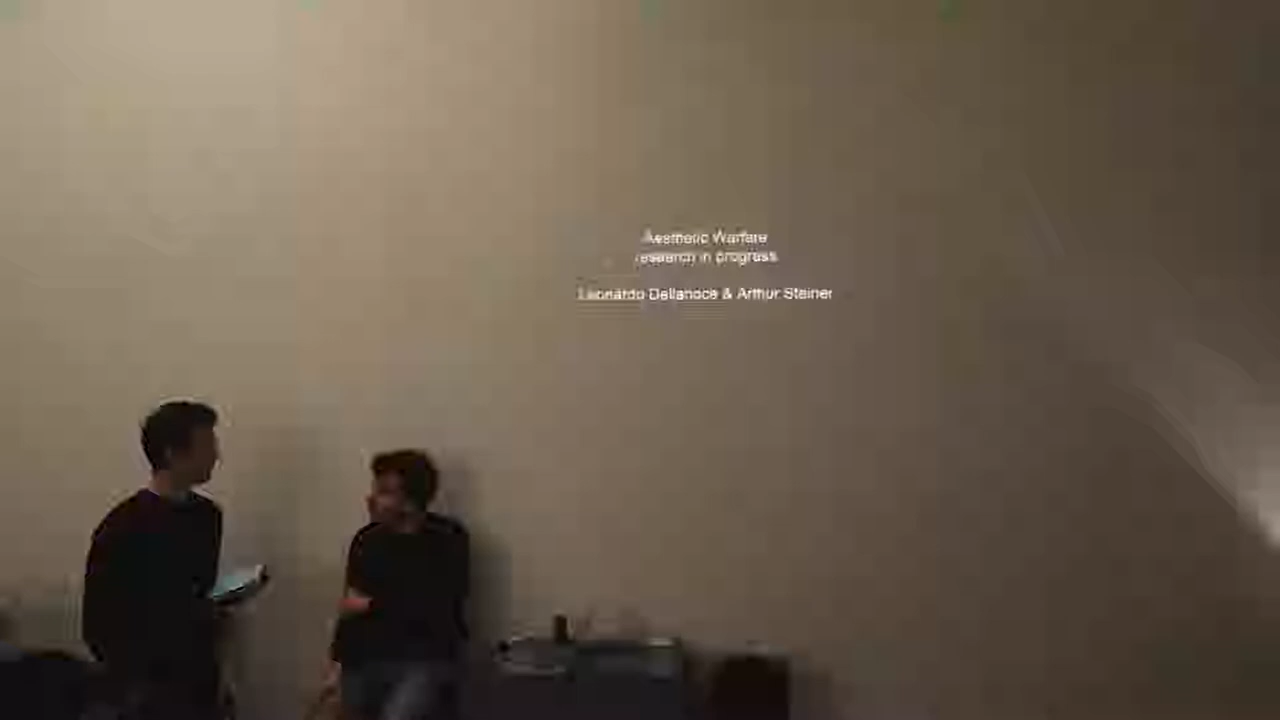 Aesthetic Warfare
research in progress
Leonardo Dellanoce & Arthur Steiner